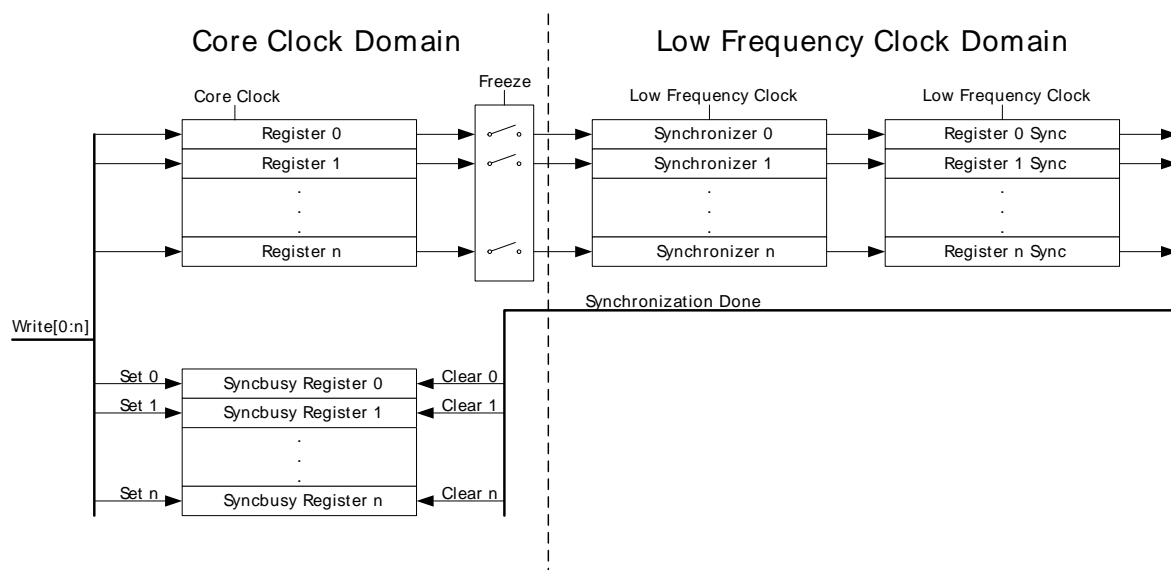 Core Clock Domain
Low Frequency Clock Domain
Freeze
Core Clock
Low Frequency Clock
Low Frequency Clock
Register 0
Synchronizer 0
Register 0 Sync
Register 1
Synchronizer 1
Register 1 Sync
.
.
.
.
.
.
.
.
.
Register n
Synchronizer n
Register n Sync
Synchronization Done
Write[0:n]
Set 0
Syncbusy Register 0
Clear 0
Set 1
Syncbusy Register 1
Clear 1
.
.
.
Set n
Syncbusy Register n
Clear n